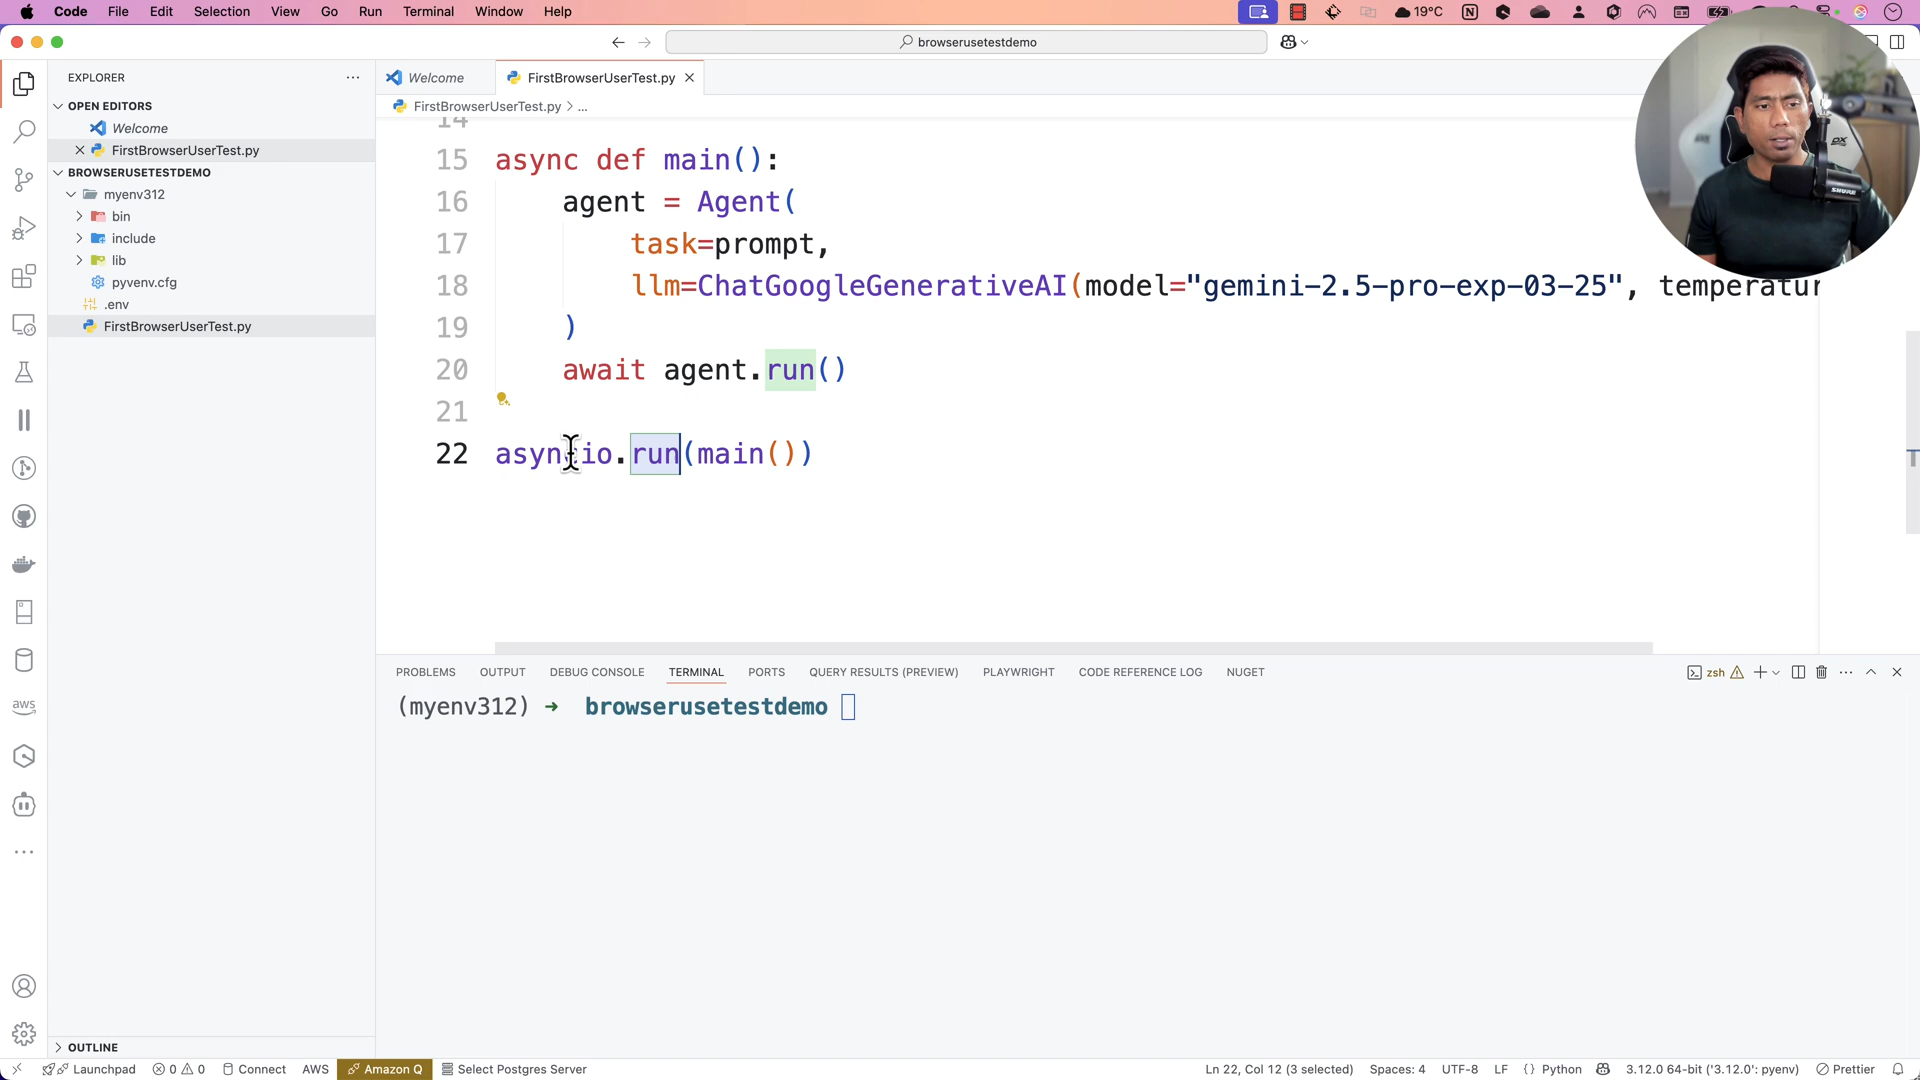 Code File Edit Selection View Go Run Terminal Window Help
19°C
browserusetestdemo
EXPLORER
Welcome
FirstBrowserUserTest.py
OPEN EDITORS
FirstBrowserUserTest.py > ...
Welcome
FirstBrowserUserTest.py
BROWSERUSETESTDEMO
myenv312
bin
include
lib
pyvenv.cfg
.env
FirstBrowserUserTest.py
14
15 async def main():
16 agent = Agent(
17 task=prompt,
18 llm=ChatGoogleGenerativeAI(model="gemini-2.5-pro-exp-03-25", temperatur
19 )
20 await agent.run()
21
22 asyncio.run(main())
PROBLEMS OUTPUT DEBUG CONSOLE TERMINAL PORTS QUERY RESULTS (PREVIEW) PLAYWRIGHT CODE REFERENCE LOG NUGET
zsh
(myenv312) ➜ browserusetestdemo
aws
OUTLINE
Launchpad 0 0 Connect AWS Amazon Q Select Postgres Server
Ln 22, Col 12 (3 selected) Spaces: 4 UTF-8 LF {} Python 3.12.0 64-bit ('3.12.0': pyenv) Prettier
SHURE